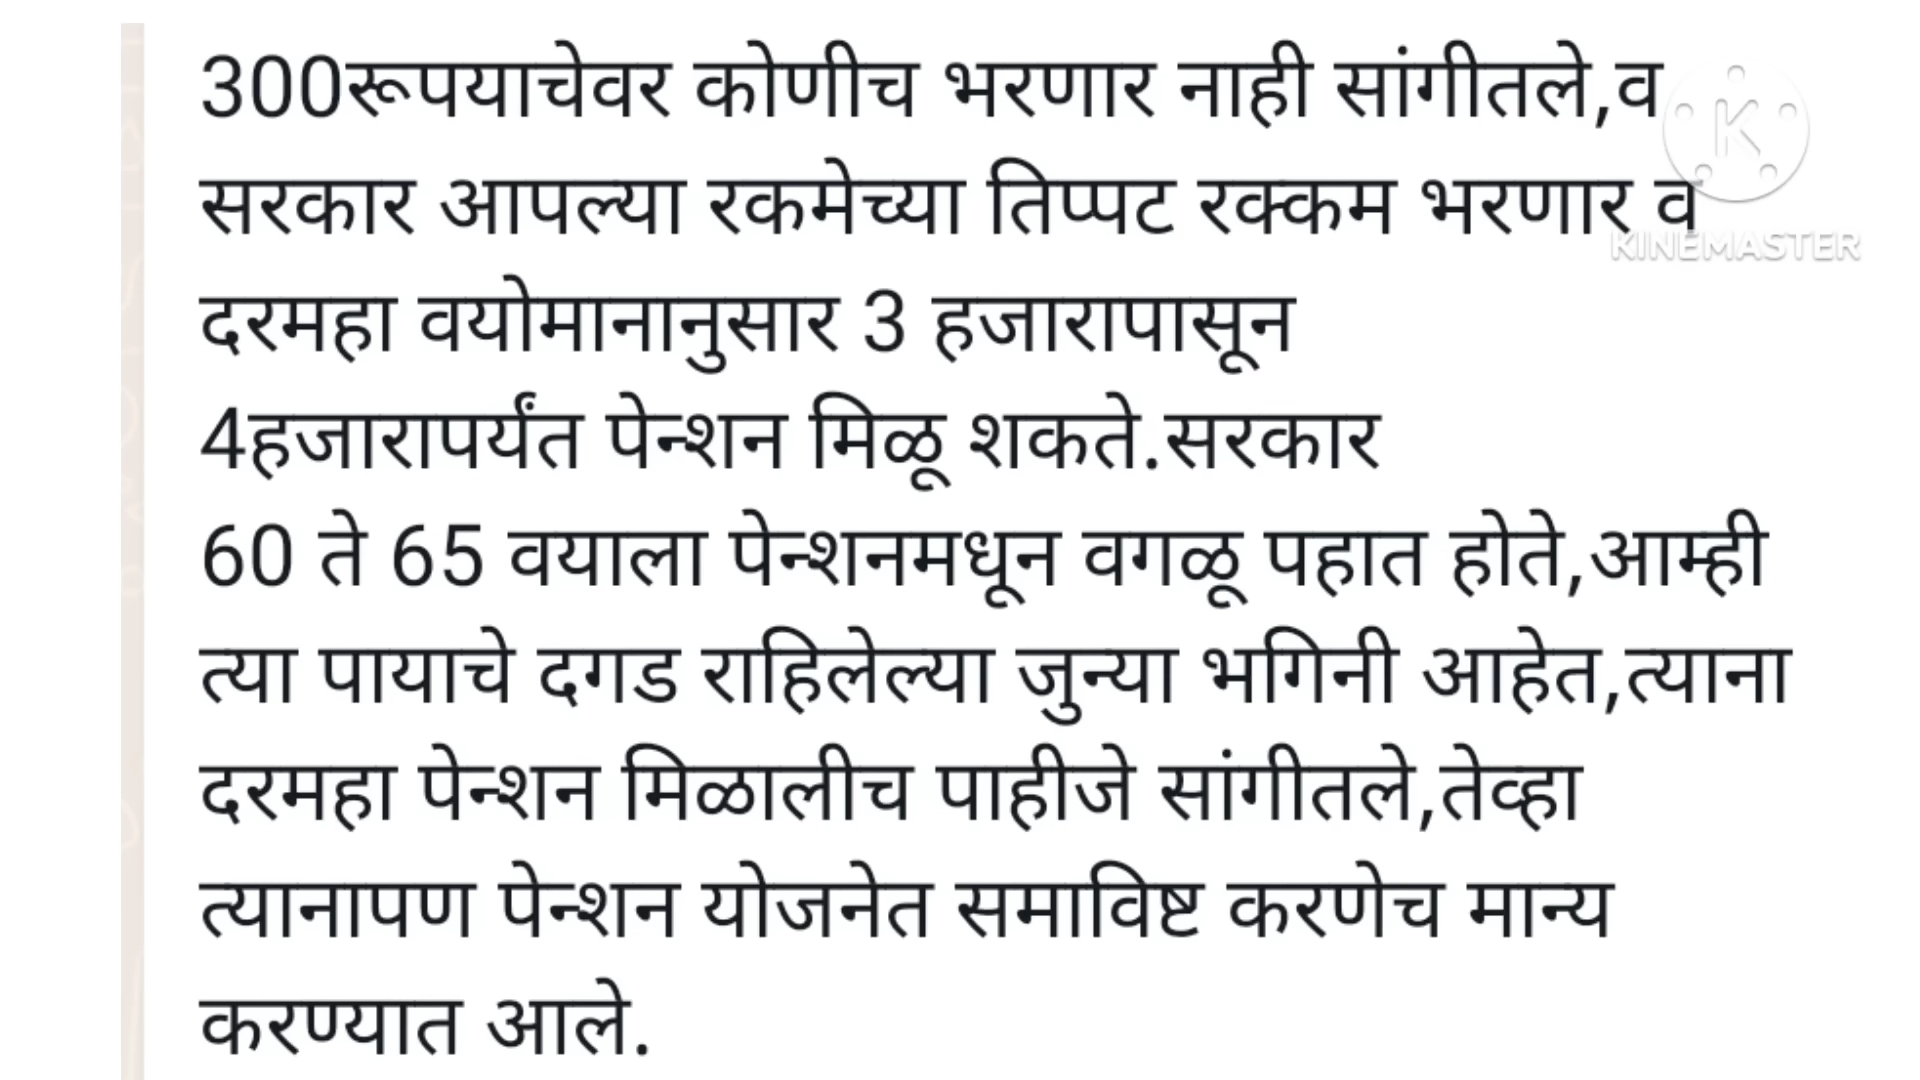 300रूपयाचेवर कोणीच भरणार नाही सांगीतले,व
सरकार आपल्या रकमेच्या तिप्पट रक्कम भरणार व
दरमहा वयोमानानुसार 3 हजारापासून
4हजारापर्यंत पेन्शन मिळू शकते.सरकार
60 ते 65 वयाला पेन्शनमधून वगळू पहात होते,आम्ही
त्या पायाचे दगड राहिलेल्या जुन्या भगिनी आहेत,त्याना
दरमहा पेन्शन मिळालीच पाहीजे सांगीतले,तेव्हा
त्यानापण पेन्शन योजनेत समाविष्ट करणेच मान्य
करण्यात आले.
K
KINEMASTER